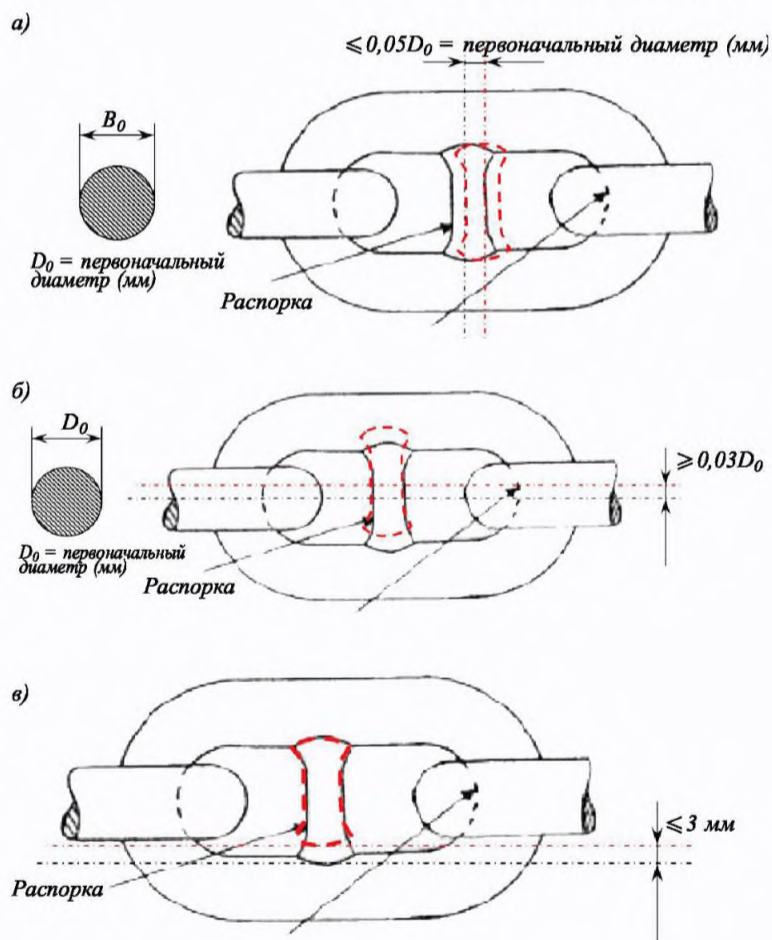 а)
≤ 0,05D₀ = первоначальный диаметр (мм)
B₀
D₀ = первоначальный
диаметр (мм)
Распорка
б)
D₀
≥ 0,03D₀
D₀ = первоначальный
диаметр (мм)
Распорка
в)
≤ 3 мм
Распорка